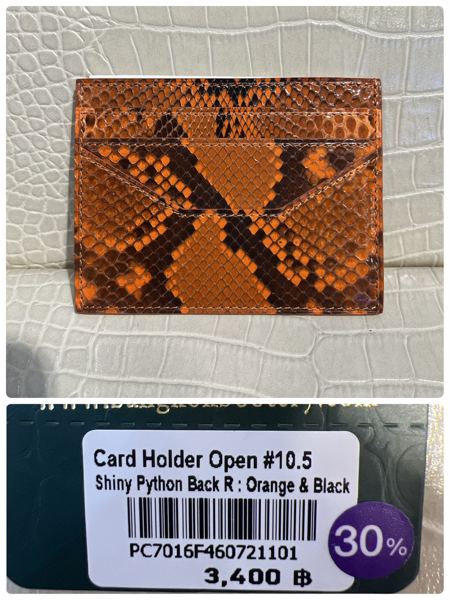 Card Holder Open #10.5
Shiny Python Back R : Orange & Black
PC7016F460721101
30%
3,400 ฿